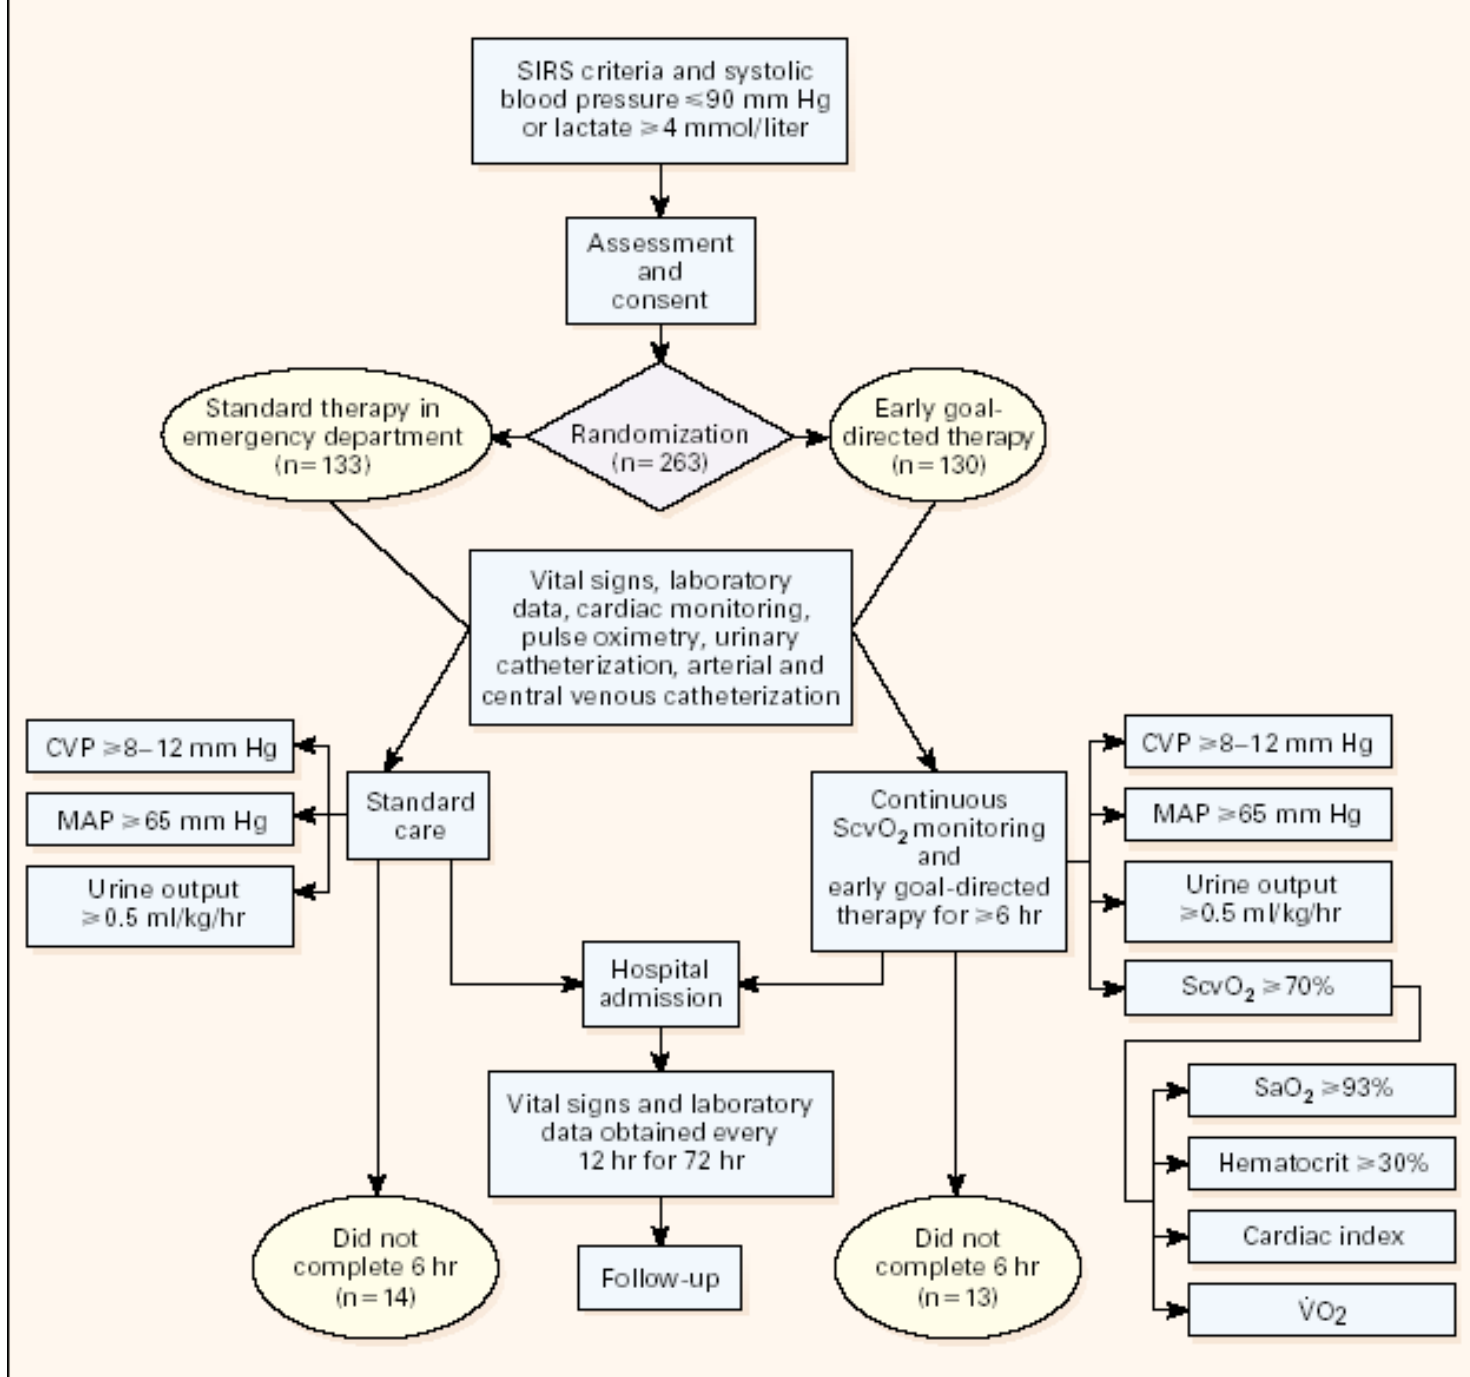 SIRS criteria and systolic
blood pressure ≤90 mm Hg
or lactate ≥4 mmol/liter
Assessment
and
consent
Standard therapy in
emergency department
(n=133)
Randomization
(n=263)
Early goal-
directed therapy
(n=130)
Vital signs, laboratory
data, cardiac monitoring,
pulse oximetry, urinary
catheterization, arterial and
central venous catheterization
CVP ≥8–12 mm Hg
MAP ≥65 mm Hg
Urine output
≥0.5 ml/kg/hr
Standard
care
Continuous
ScvO₂ monitoring
and
early goal-directed
therapy for ≥6 hr
CVP ≥8–12 mm Hg
MAP ≥65 mm Hg
Urine output
≥0.5 ml/kg/hr
ScvO₂ ≥70%
SaO₂ ≥93%
Hematocrit ≥30%
Cardiac index
V̇O₂
Hospital
admission
Vital signs and laboratory
data obtained every
12 hr for 72 hr
Did not
complete 6 hr
(n=14)
Follow-up
Did not
complete 6 hr
(n=13)